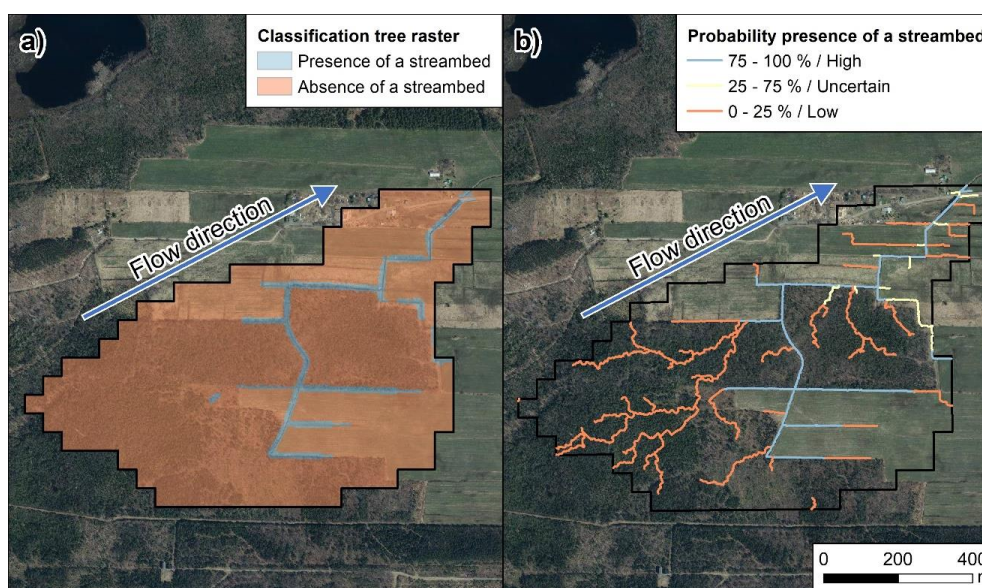 a)
Classification tree raster
Presence of a streambed
Absence of a streambed
Flow direction
b)
Probability presence of a streambed
75 - 100 % / High
25 - 75 % / Uncertain
0 - 25 % / Low
Flow direction
0 200 400